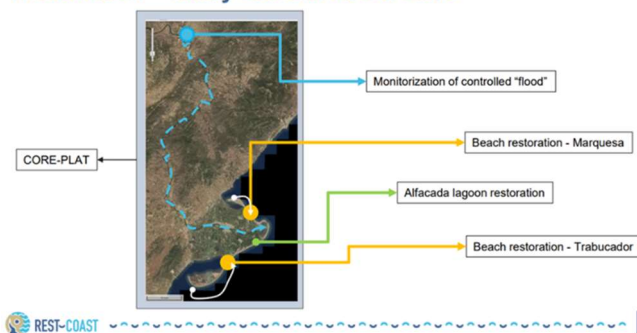 Monitorization of controlled "flood"
Beach restoration - Marquesa
CORE-PLAT
Alfacada lagoon restoration
Beach restoration - Trabucador
REST-COAST